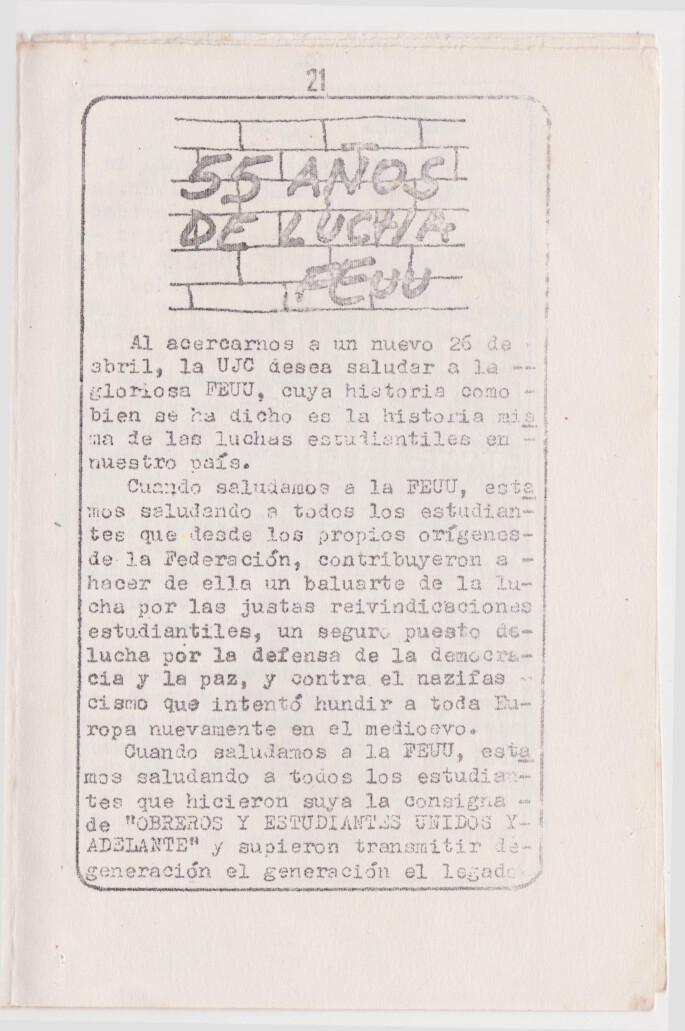 21
55 AÑOS
DE LUCHA
FEUU
Al acercarnos a un nuevo 26 de
abril, la UJC desea saludar a la --
gloriosa FEUU, cuya historia como -
bien se ha dicho es la historia mis
ma de las luchas estudiantiles en -
nuestro país.
Cuando saludamos a la FEUU, esta
mos saludando a todos los estudian-
tes que desde los propios orígenes-
de la Federación, contribuyeron a -
hacer de ella un baluarte de la lu-
cha por las justas reivindicaciones
estudiantiles, un seguro puesto de-
lucha por la defensa de la democra-
cia y la paz, y contra el nazifas -
cismo que intentó hundir a toda Eu-
ropa nuevamente en el medioevo.
Cuando saludamos a la FEUU, esta
mos saludando a todos los estudian-
tes que hicieron suya la consigna -
de "OBREROS Y ESTUDIANTES UNIDOS Y-
ADELANTE" y supieron transmitir de-
generación el generación el legado